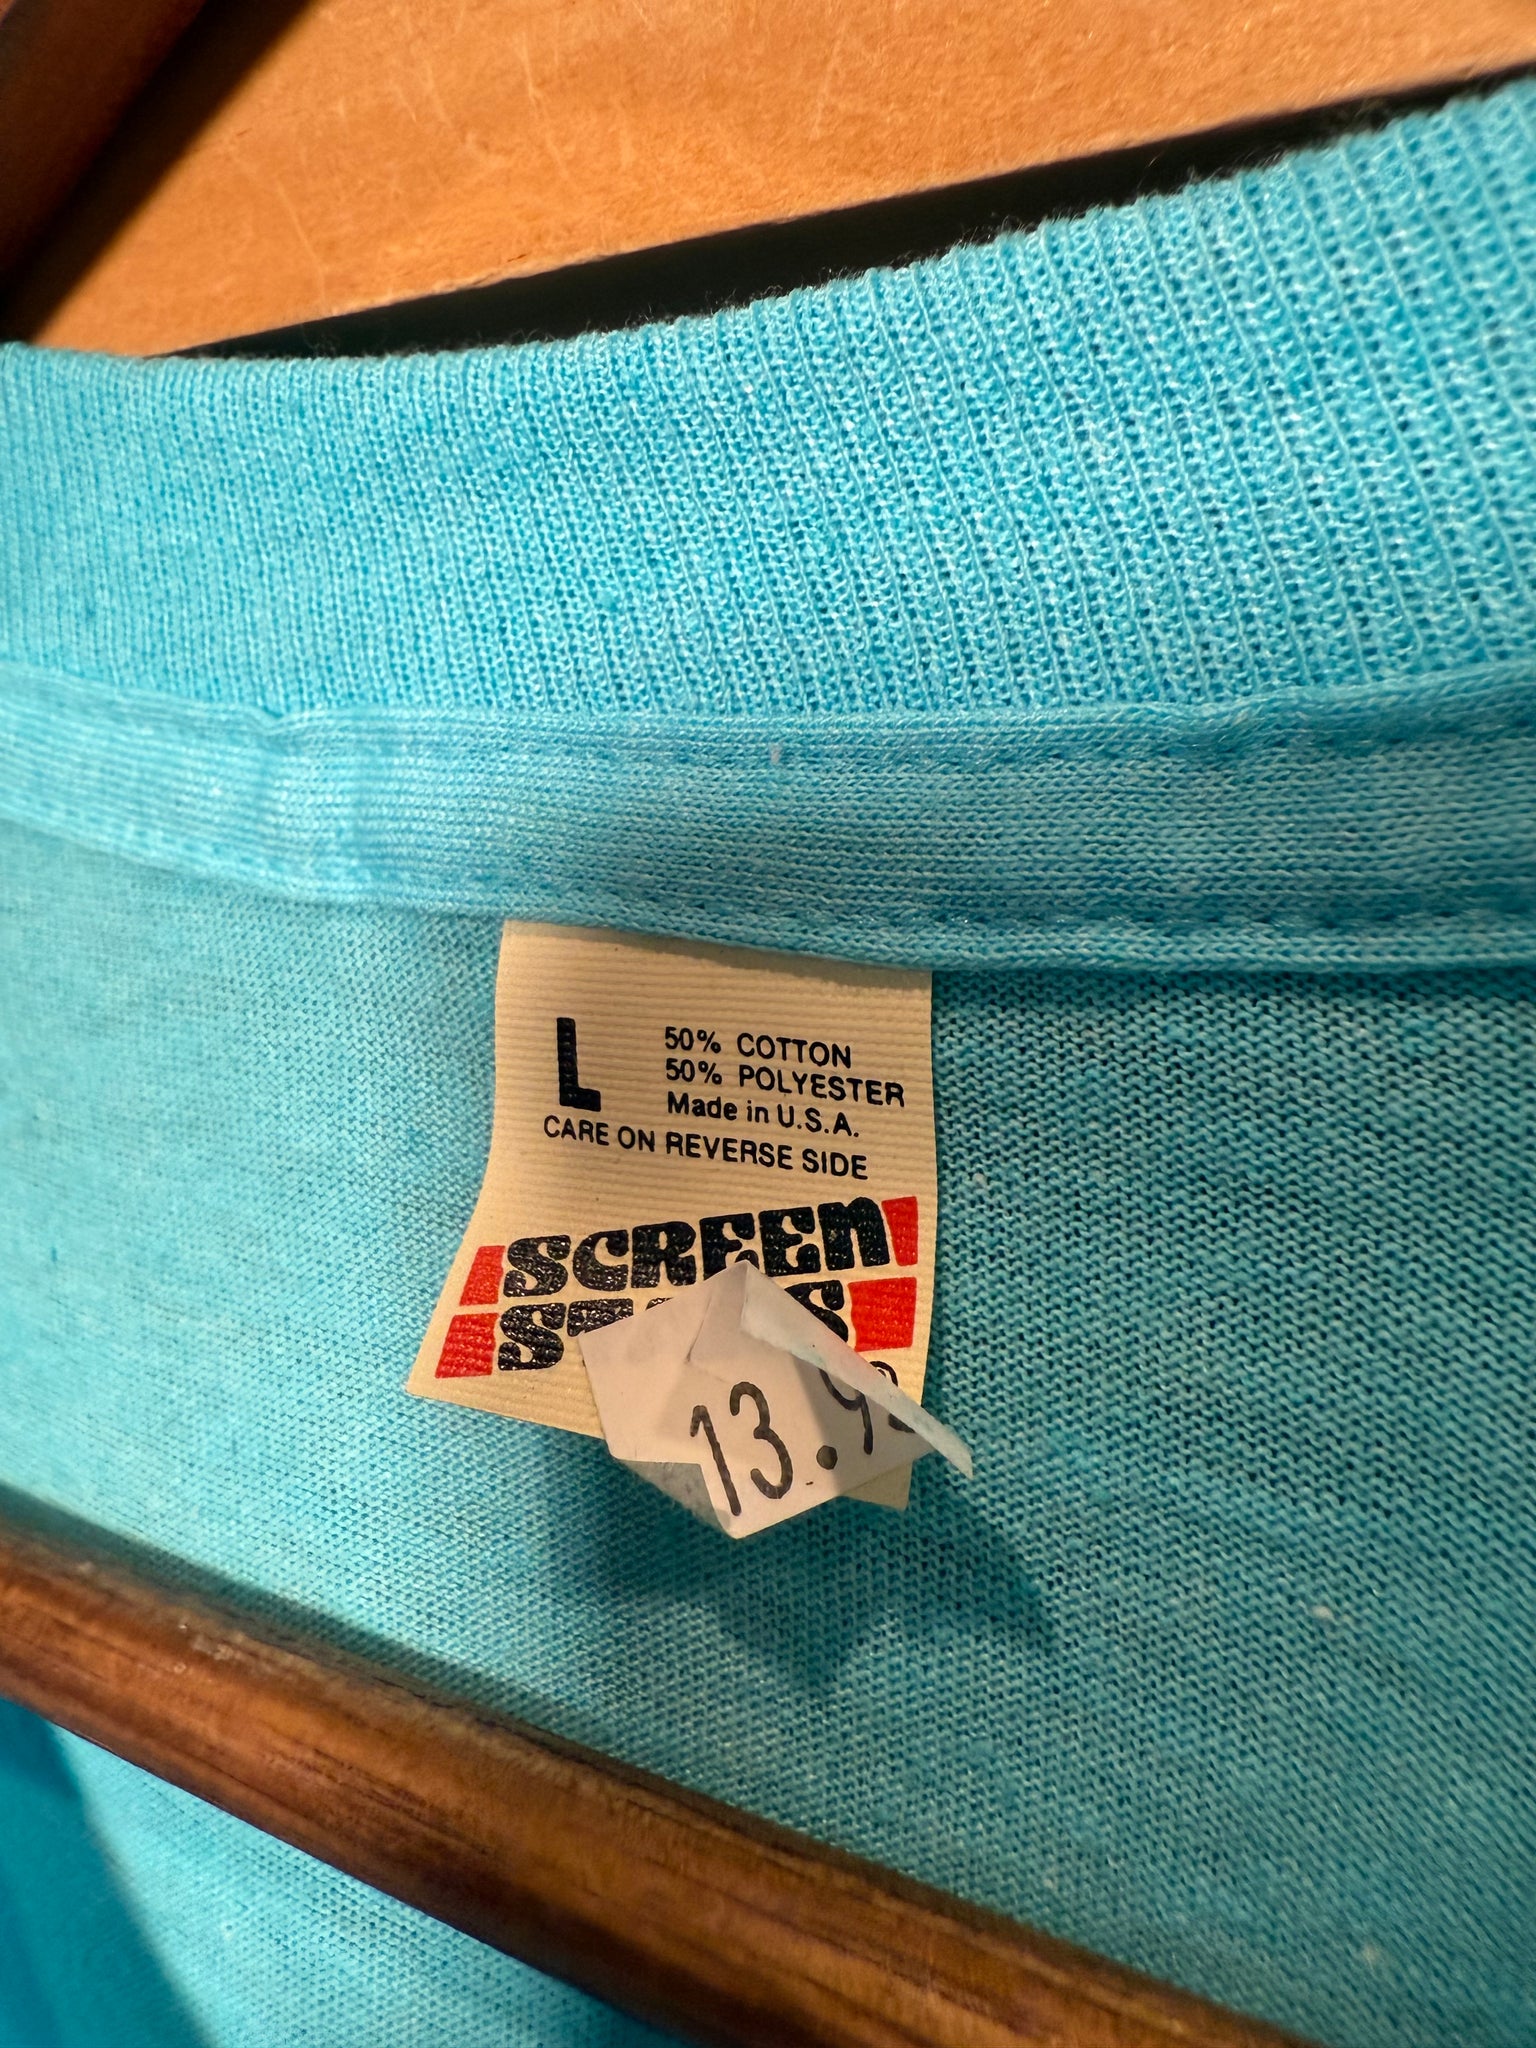 L
50% COTTON
50% POLYESTER
Made in U.S.A.
CARE ON REVERSE SIDE
SCREEN